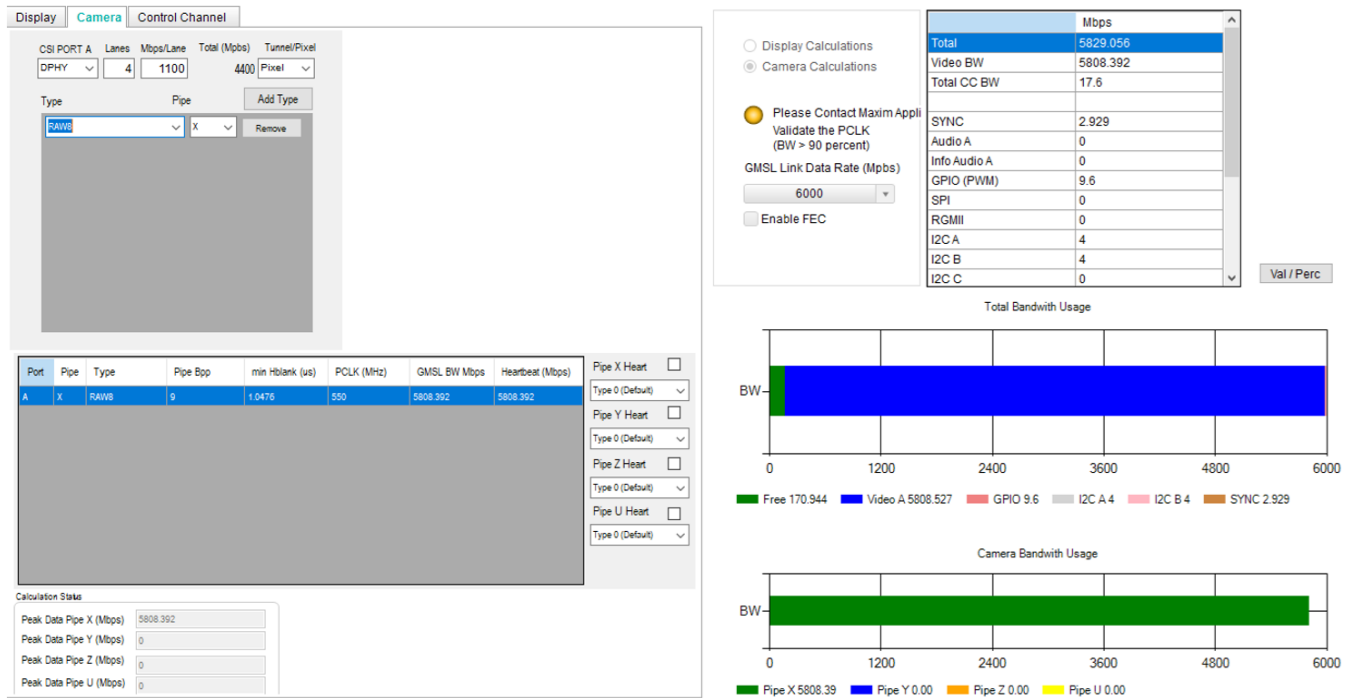 Display Camera Control Channel
CSI PORT A Lanes Mbps/Lane Total (Mpbs) Tunnel/Pixel
DPHY 4 1100 4400 Pixel
Type Pipe Add Type
RAW8 X Remove
Port Pipe Type Pipe Bpp min Hblank (us) PCLK (MHz) GMSL BW Mbps Heartbeat (Mbps)
A X RAW8 9 1.0476 550 5808.392 5808.392
Pipe X Heart
Type 0 (Default)
Pipe Y Heart
Type 0 (Default)
Pipe Z Heart
Type 0 (Default)
Pipe U Heart
Type 0 (Default)
Calculation Status
Peak Data Pipe X (Mbps) 5808.392
Peak Data Pipe Y (Mbps) 0
Peak Data Pipe Z (Mbps) 0
Peak Data Pipe U (Mbps) 0
Display Calculations
Camera Calculations
Please Contact Maxim Appli
Validate the PCLK
(BW > 90 percent)
GMSL Link Data Rate (Mpbs)
6000
Enable FEC
Mbps
Total 5829.056
Video BW 5808.392
Total CC BW 17.6
SYNC 2.929
Audio A 0
Info Audio A 0
GPIO (PWM) 9.6
SPI 0
RGMII 0
I2C A 4
I2C B 4
I2C C 0
Val / Perc
Total Bandwith Usage
BW
0 1200 2400 3600 4800 6000
Free 170.944 Video A 5808.527 GPIO 9.6 I2C A 4 I2C B 4 SYNC 2.929
Camera Bandwith Usage
BW
0 1200 2400 3600 4800 6000
Pipe X 5808.39 Pipe Y 0.00 Pipe Z 0.00 Pipe U 0.00